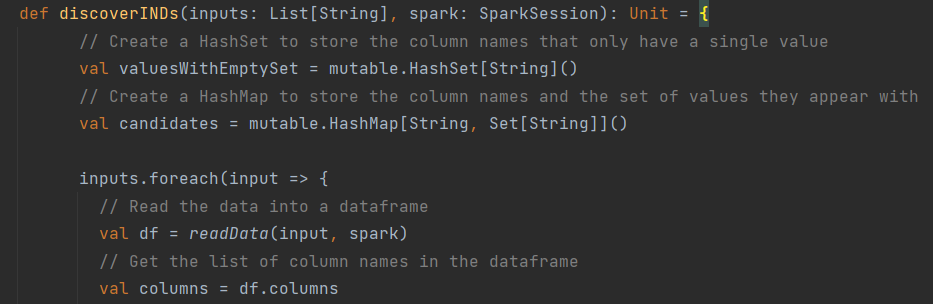 def discoverINDs(inputs: List[String], spark: SparkSession): Unit = {
// Create a HashSet to store the column names that only have a single value
val valuesWithEmptySet = mutable.HashSet[String]()
// Create a HashMap to store the column names and the set of values they appear with
val candidates = mutable.HashMap[String, Set[String]]()
inputs.foreach(input => {
// Read the data into a dataframe
val df = readData(input, spark)
// Get the list of column names in the dataframe
val columns = df.columns